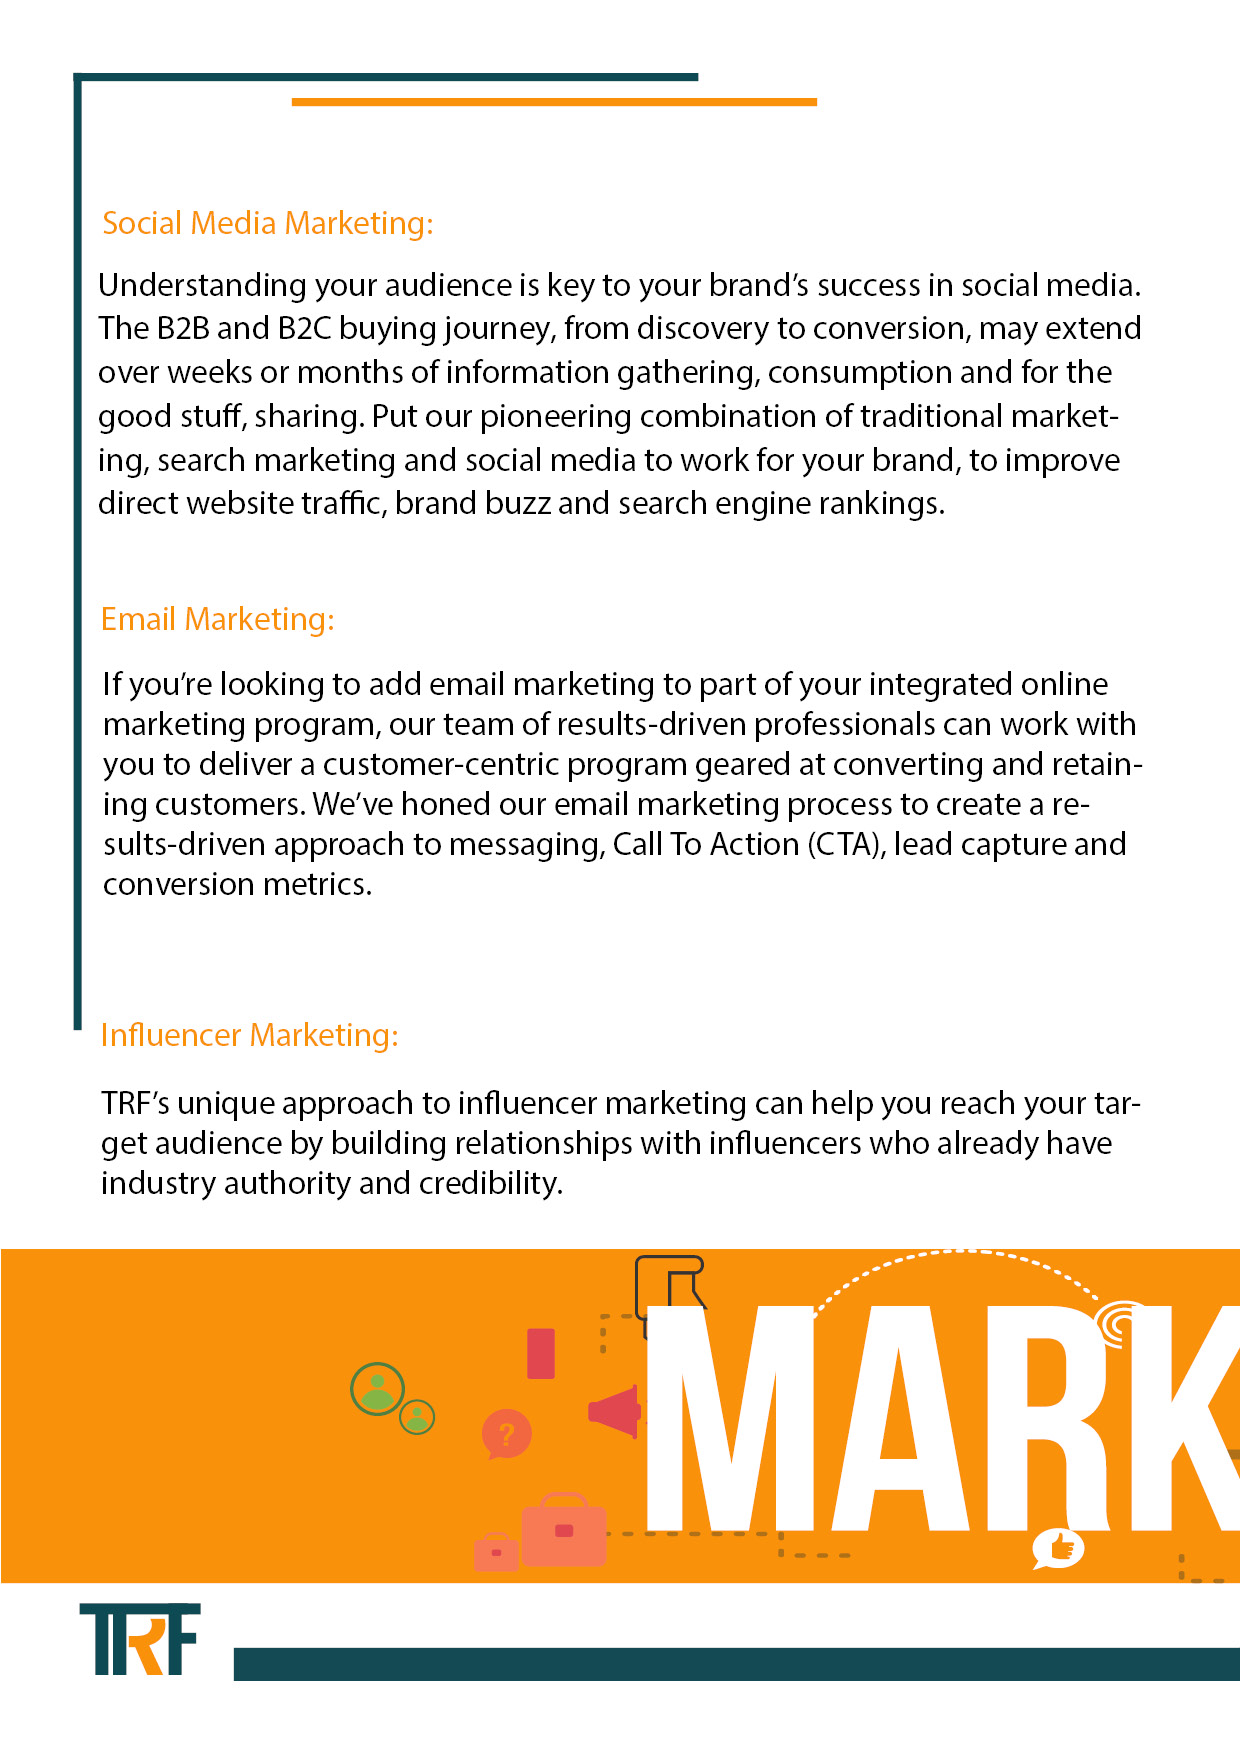 Social Media Marketing:
Understanding your audience is key to your brand’s success in social media.
The B2B and B2C buying journey, from discovery to conversion, may extend
over weeks or months of information gathering, consumption and for the
good stuff, sharing. Put our pioneering combination of traditional market-
ing, search marketing and social media to work for your brand, to improve
direct website traffic, brand buzz and search engine rankings.
Email Marketing:
If you’re looking to add email marketing to part of your integrated online
marketing program, our team of results-driven professionals can work with
you to deliver a customer-centric program geared at converting and retain-
ing customers. We’ve honed our email marketing process to create a re-
sults-driven approach to messaging, Call To Action (CTA), lead capture and
conversion metrics.
Influencer Marketing:
TRF’s unique approach to influencer marketing can help you reach your tar-
get audience by building relationships with influencers who already have
industry authority and credibility.
?
MARK
TRF